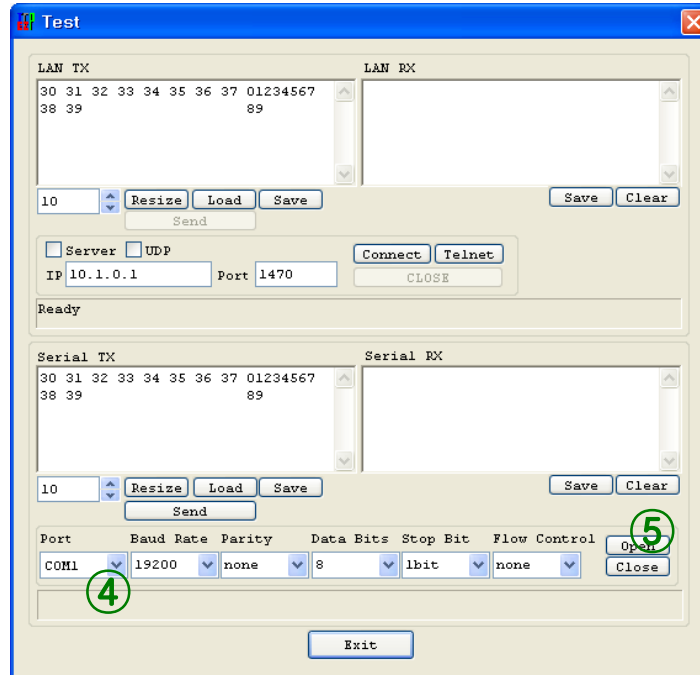 Test
LAN TX
LAN RX
30 31 32 33 34 35 36 37 01234567
38 39 89
10
Resize
Load
Save
Save
Clear
Send
Server
UDP
Connect
Telnet
IP
10.1.0.1
Port
1470
CLOSE
Ready
Serial TX
Serial RX
30 31 32 33 34 35 36 37 01234567
38 39 89
10
Resize
Load
Save
Save
Clear
Send
Port
Baud Rate
Parity
Data Bits
Stop Bit
Flow Control
⑤
Open
COM1
19200
none
8
1bit
none
Close
④
Exit